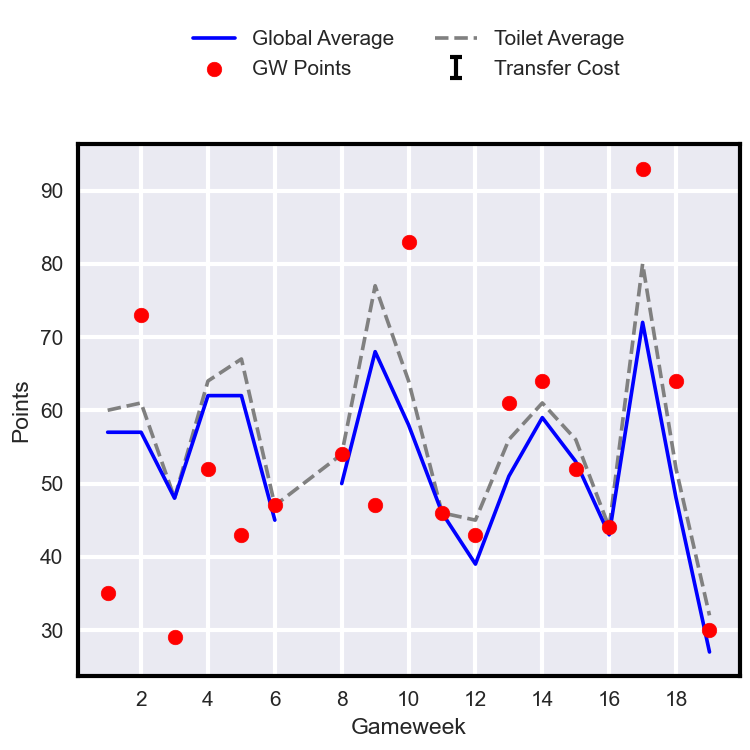 Global Average
Toilet Average
GW Points
Transfer Cost
90
80
70
60
50
40
30
Points
2 4 6 8 10 12 14 16 18
Gameweek